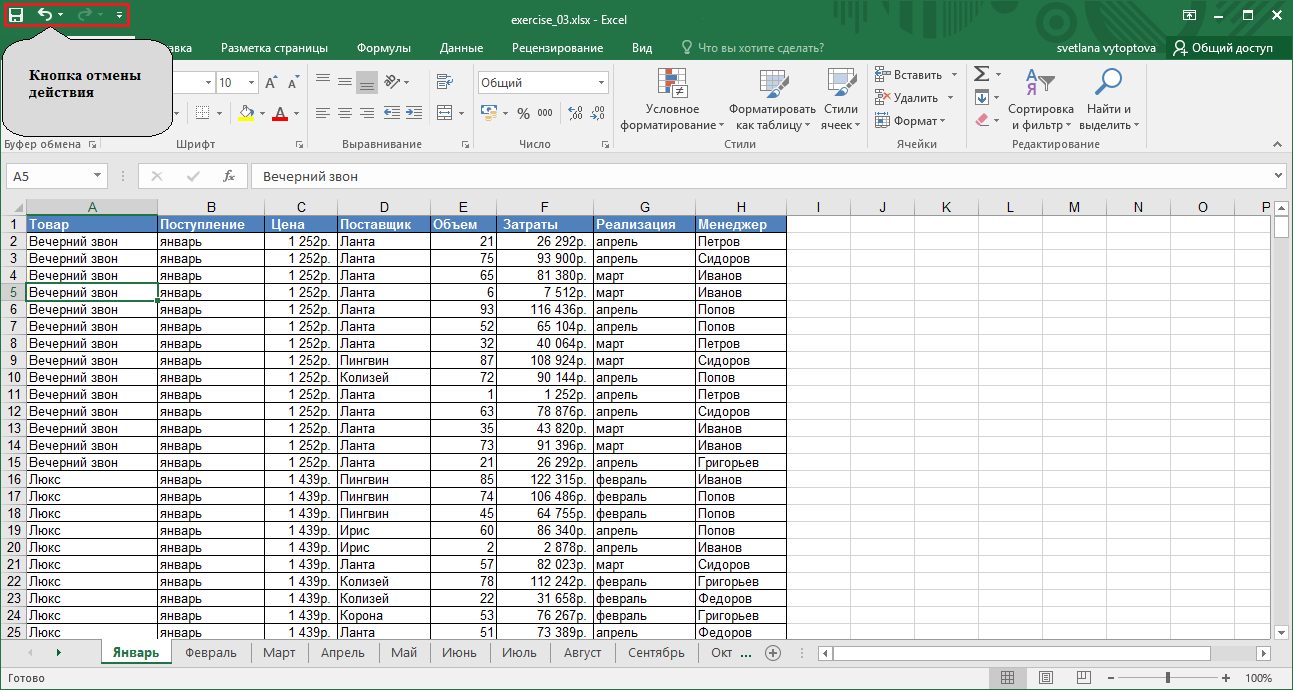 exercise_03.xlsx - Excel
вка Разметка страницы Формулы Данные Рецензирование Вид Что вы хотите сделать? svetlana vytoptova Общий доступ
Кнопка отмены
действия
10 Общий
Условное
форматирование
Форматировать
как таблицу
Стили
ячеек
Вставить
Удалить
Формат
Сортировка
и фильтр
Найти и
выделить
% 000
Буфер обмена Шрифт Выравнивание Число Стили Ячейки Редактирование
A5 fx Вечерний звон
A B C D E F G H I J K L M N O P
1 Товар Поступление Цена Поставщик Объем Затраты Реализация Менеджер
2 Вечерний звон январь 1 252р. Ланта 21 26 292р. апрель Петров
3 Вечерний звон январь 1 252р. Ланта 75 93 900р. апрель Сидоров
4 Вечерний звон январь 1 252р. Ланта 65 81 380р. март Иванов
5 Вечерний звон январь 1 252р. Ланта 6 7 512р. март Иванов
6 Вечерний звон январь 1 252р. Ланта 93 116 436р. апрель Попов
7 Вечерний звон январь 1 252р. Ланта 52 65 104р. апрель Попов
8 Вечерний звон январь 1 252р. Ланта 32 40 064р. март Петров
9 Вечерний звон январь 1 252р. Пингвин 87 108 924р. март Сидоров
10 Вечерний звон январь 1 252р. Колизей 72 90 144р. апрель Попов
11 Вечерний звон январь 1 252р. Ланта 1 1 252р. апрель Петров
12 Вечерний звон январь 1 252р. Ланта 63 78 876р. апрель Сидоров
13 Вечерний звон январь 1 252р. Ланта 35 43 820р. март Иванов
14 Вечерний звон январь 1 252р. Ланта 73 91 396р. март Иванов
15 Вечерний звон январь 1 252р. Ланта 21 26 292р. апрель Григорьев
16 Люкс январь 1 439р. Пингвин 85 122 315р. февраль Иванов
17 Люкс январь 1 439р. Пингвин 74 106 486р. февраль Попов
18 Люкс январь 1 439р. Пингвин 45 64 755р. февраль Попов
19 Люкс январь 1 439р. Ирис 60 86 340р. апрель Попов
20 Люкс январь 1 439р. Ирис 2 2 878р. апрель Иванов
21 Люкс январь 1 439р. Ланта 57 82 023р. март Сидоров
22 Люкс январь 1 439р. Колизей 78 112 242р. февраль Григорьев
23 Люкс январь 1 439р. Колизей 22 31 658р. февраль Федоров
24 Люкс январь 1 439р. Корона 53 76 267р. февраль Григорьев
25 Люкс январь 1 439р. Ланта 51 73 389р. апрель Федоров
Январь Февраль Март Апрель Май Июнь Июль Август Сентябрь Окт ...
Готово 100%